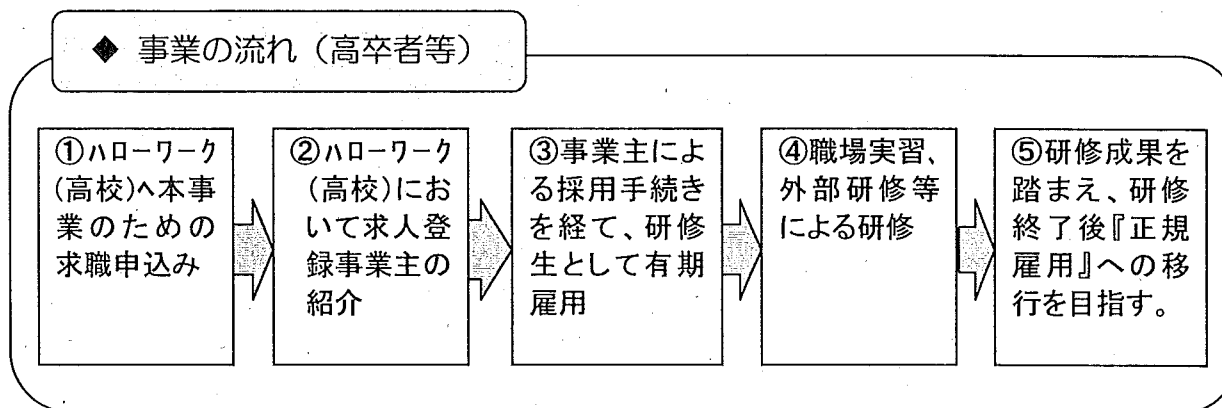 ◆ 事業の流れ（高卒者等）
①ハローワーク
(高校)へ本事
業のための
求職申込み
②ハローワーク
(高校)にお
いて求人登
録事業主の
紹介
③事業主によ
る採用手続き
を経て、研修
生として有期
雇用
④職場実習、
外部研修等
による研修
⑤研修成果を
踏まえ、研修
終了後『正規
雇用』への移
行を目指す。